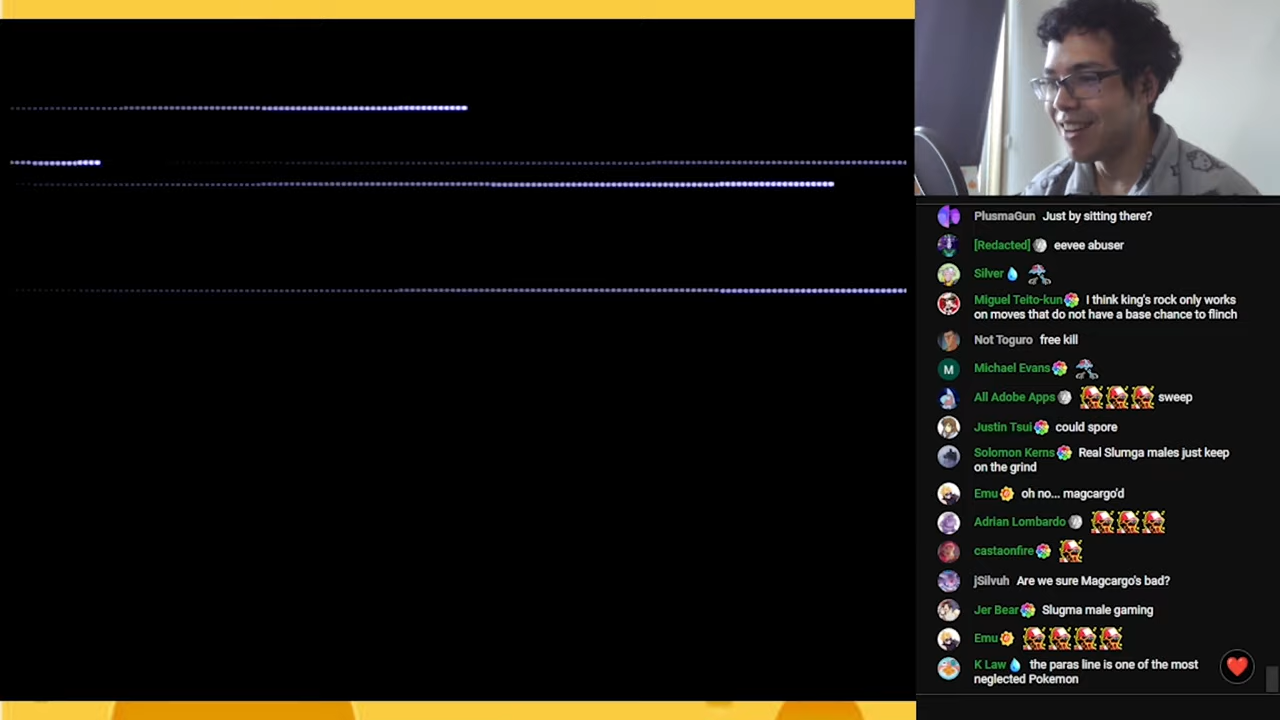 PlusmaGun Just by sitting there?
[Redacted] eevee abuser
Silver
Miguel Teito-kun I think king's rock only works
on moves that do not have a base chance to flinch
Not Toguro free kill
M Michael Evans
All Adobe Apps sweep
Justin Tsui could spore
Solomon Kerns Real Slumga males just keep
on the grind
Emu oh no... magcargo'd
Adrian Lombardo
castaonfire
jSilvuh Are we sure Magcargo's bad?
Jer Bear Slugma male gaming
Emu
K Law the paras line is one of the most
neglected Pokemon